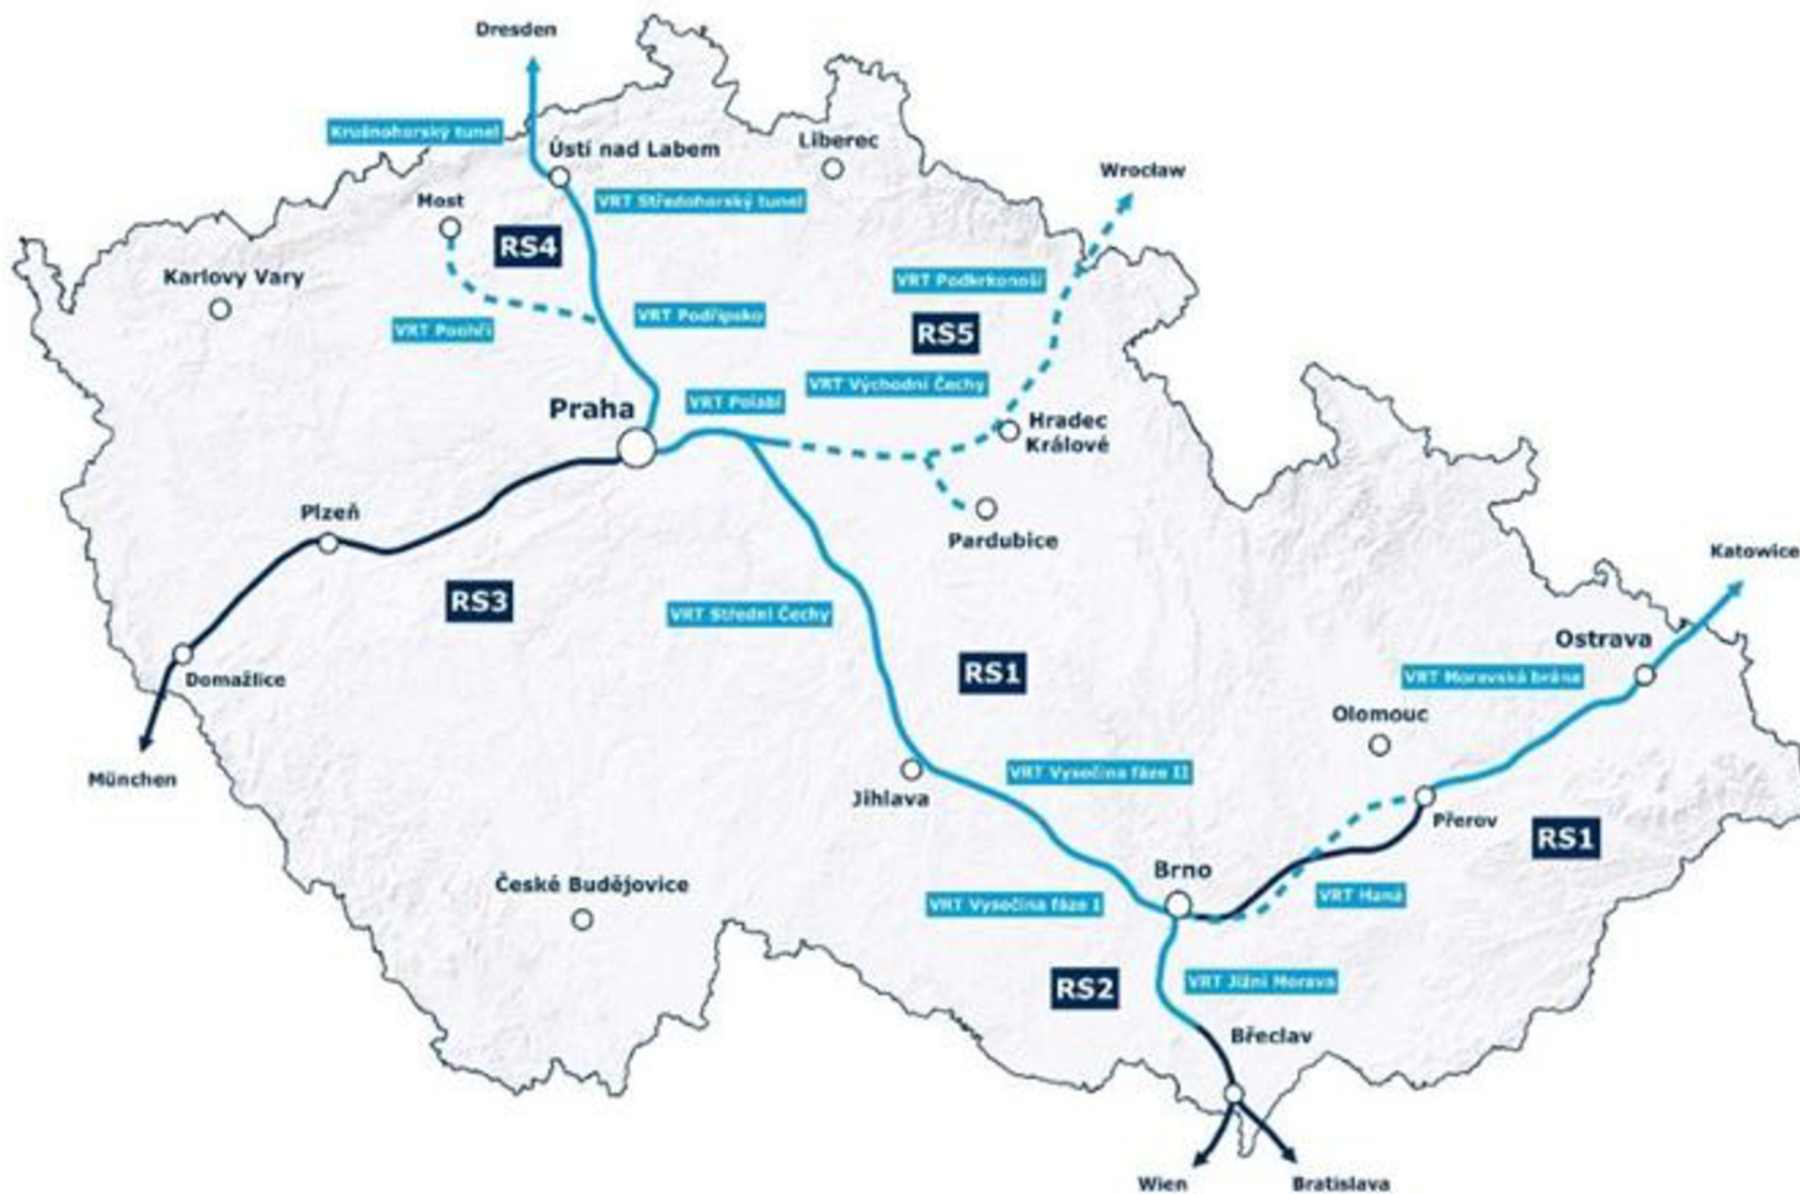 Dresden
Krušnohorský tunel
Ústí nad Labem
Liberec
Wroclaw
Most
VRT Středohorský tunel
RS4
Karlovy Vary
VRT Podkrkonoší
VRT Poohří
VRT Podřipsko
RS5
VRT Východní Čechy
Praha
VRT Polabí
Hradec
Králové
Plzeň
Pardubice
Katowice
RS3
VRT Střední Čechy
Ostrava
RS1
VRT Moravská brána
Domažlice
Olomouc
München
VRT Vysočina fáze II
Jihlava
Přerov
RS1
Brno
České Budějovice
VRT Haná
VRT Vysočina fáze I
RS2
VRT Jižní Morava
Břeclav
Wien
Bratislava